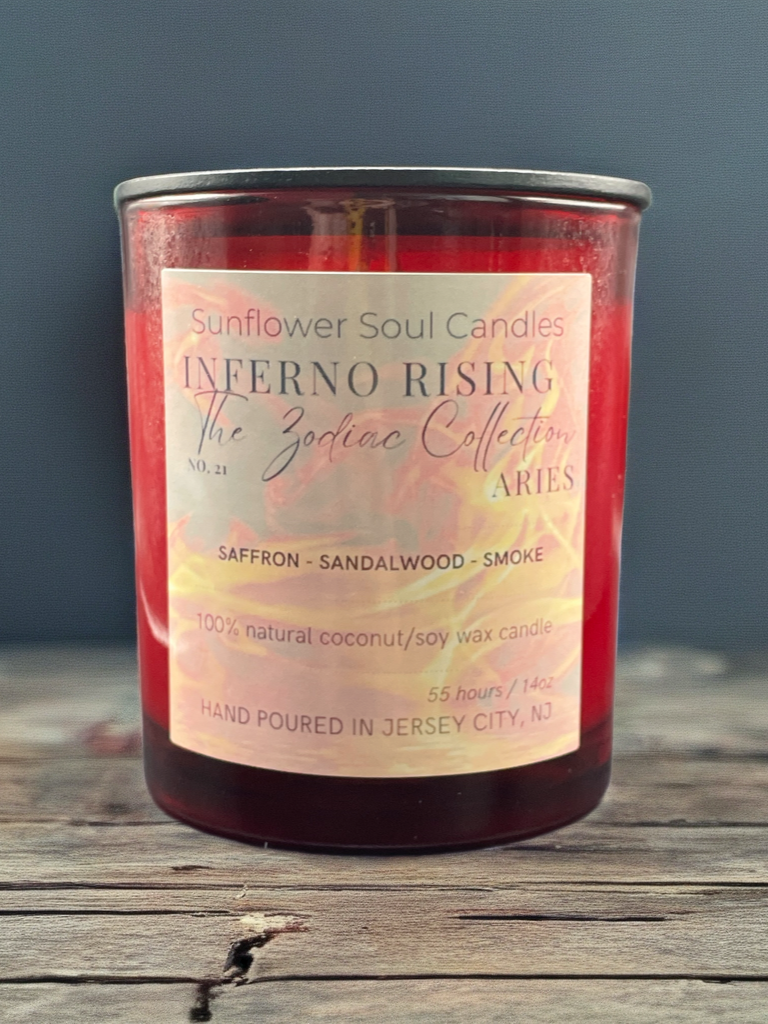 Sunflower Soul Candles
INFERNO RISING
The Zodiac Collection
NO. 21
ARIES
SAFFRON - SANDALWOOD - SMOKE
100% natural coconut/soy wax candle
55 hours / 14oz
HAND POURED IN JERSEY CITY, NJ